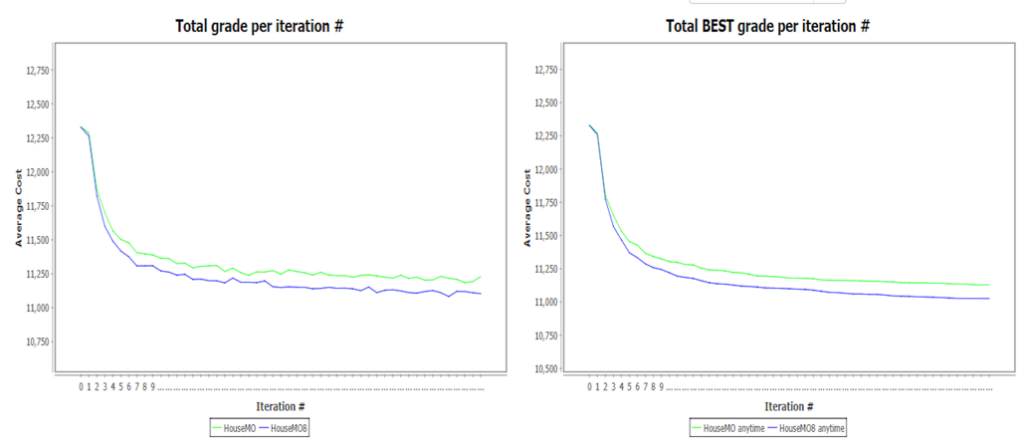 Total grade per iteration #
12,750
12,500
12,250
12,000
11,750
11,500
11,250
11,000
10,750
Average Cost
0 1 2 3 4 5 6 7 8 9 ...............................................................................
Iteration #
HouseMO HouseMO8
Total BEST grade per iteration #
12,750
12,500
12,250
12,000
11,750
11,500
11,250
11,000
10,750
10,500
Average Cost
0 1 2 3 4 5 6 7 8 9 ...............................................................................
Iteration #
HouseMO anytime HouseMO8 anytime